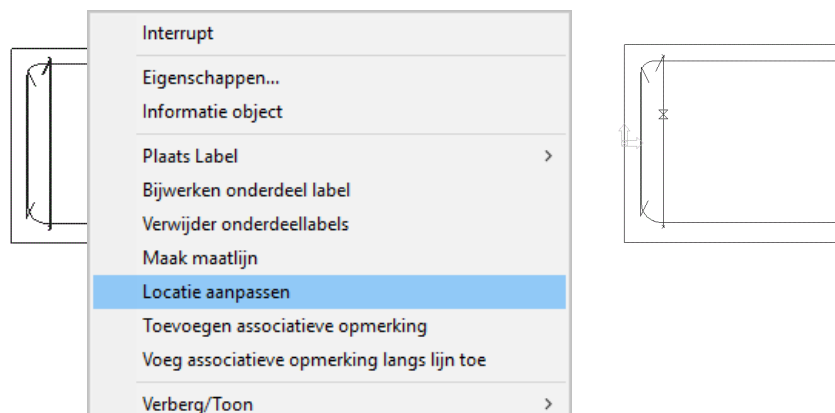 Interrupt
Eigenschappen...
Informatie object
Plaats Label
Bijwerken onderdeel label
Verwijder onderdeellabels
Maak maatlijn
Locatie aanpassen
Toevoegen associatieve opmerking
Voeg associatieve opmerking langs lijn toe
Verberg/Toon